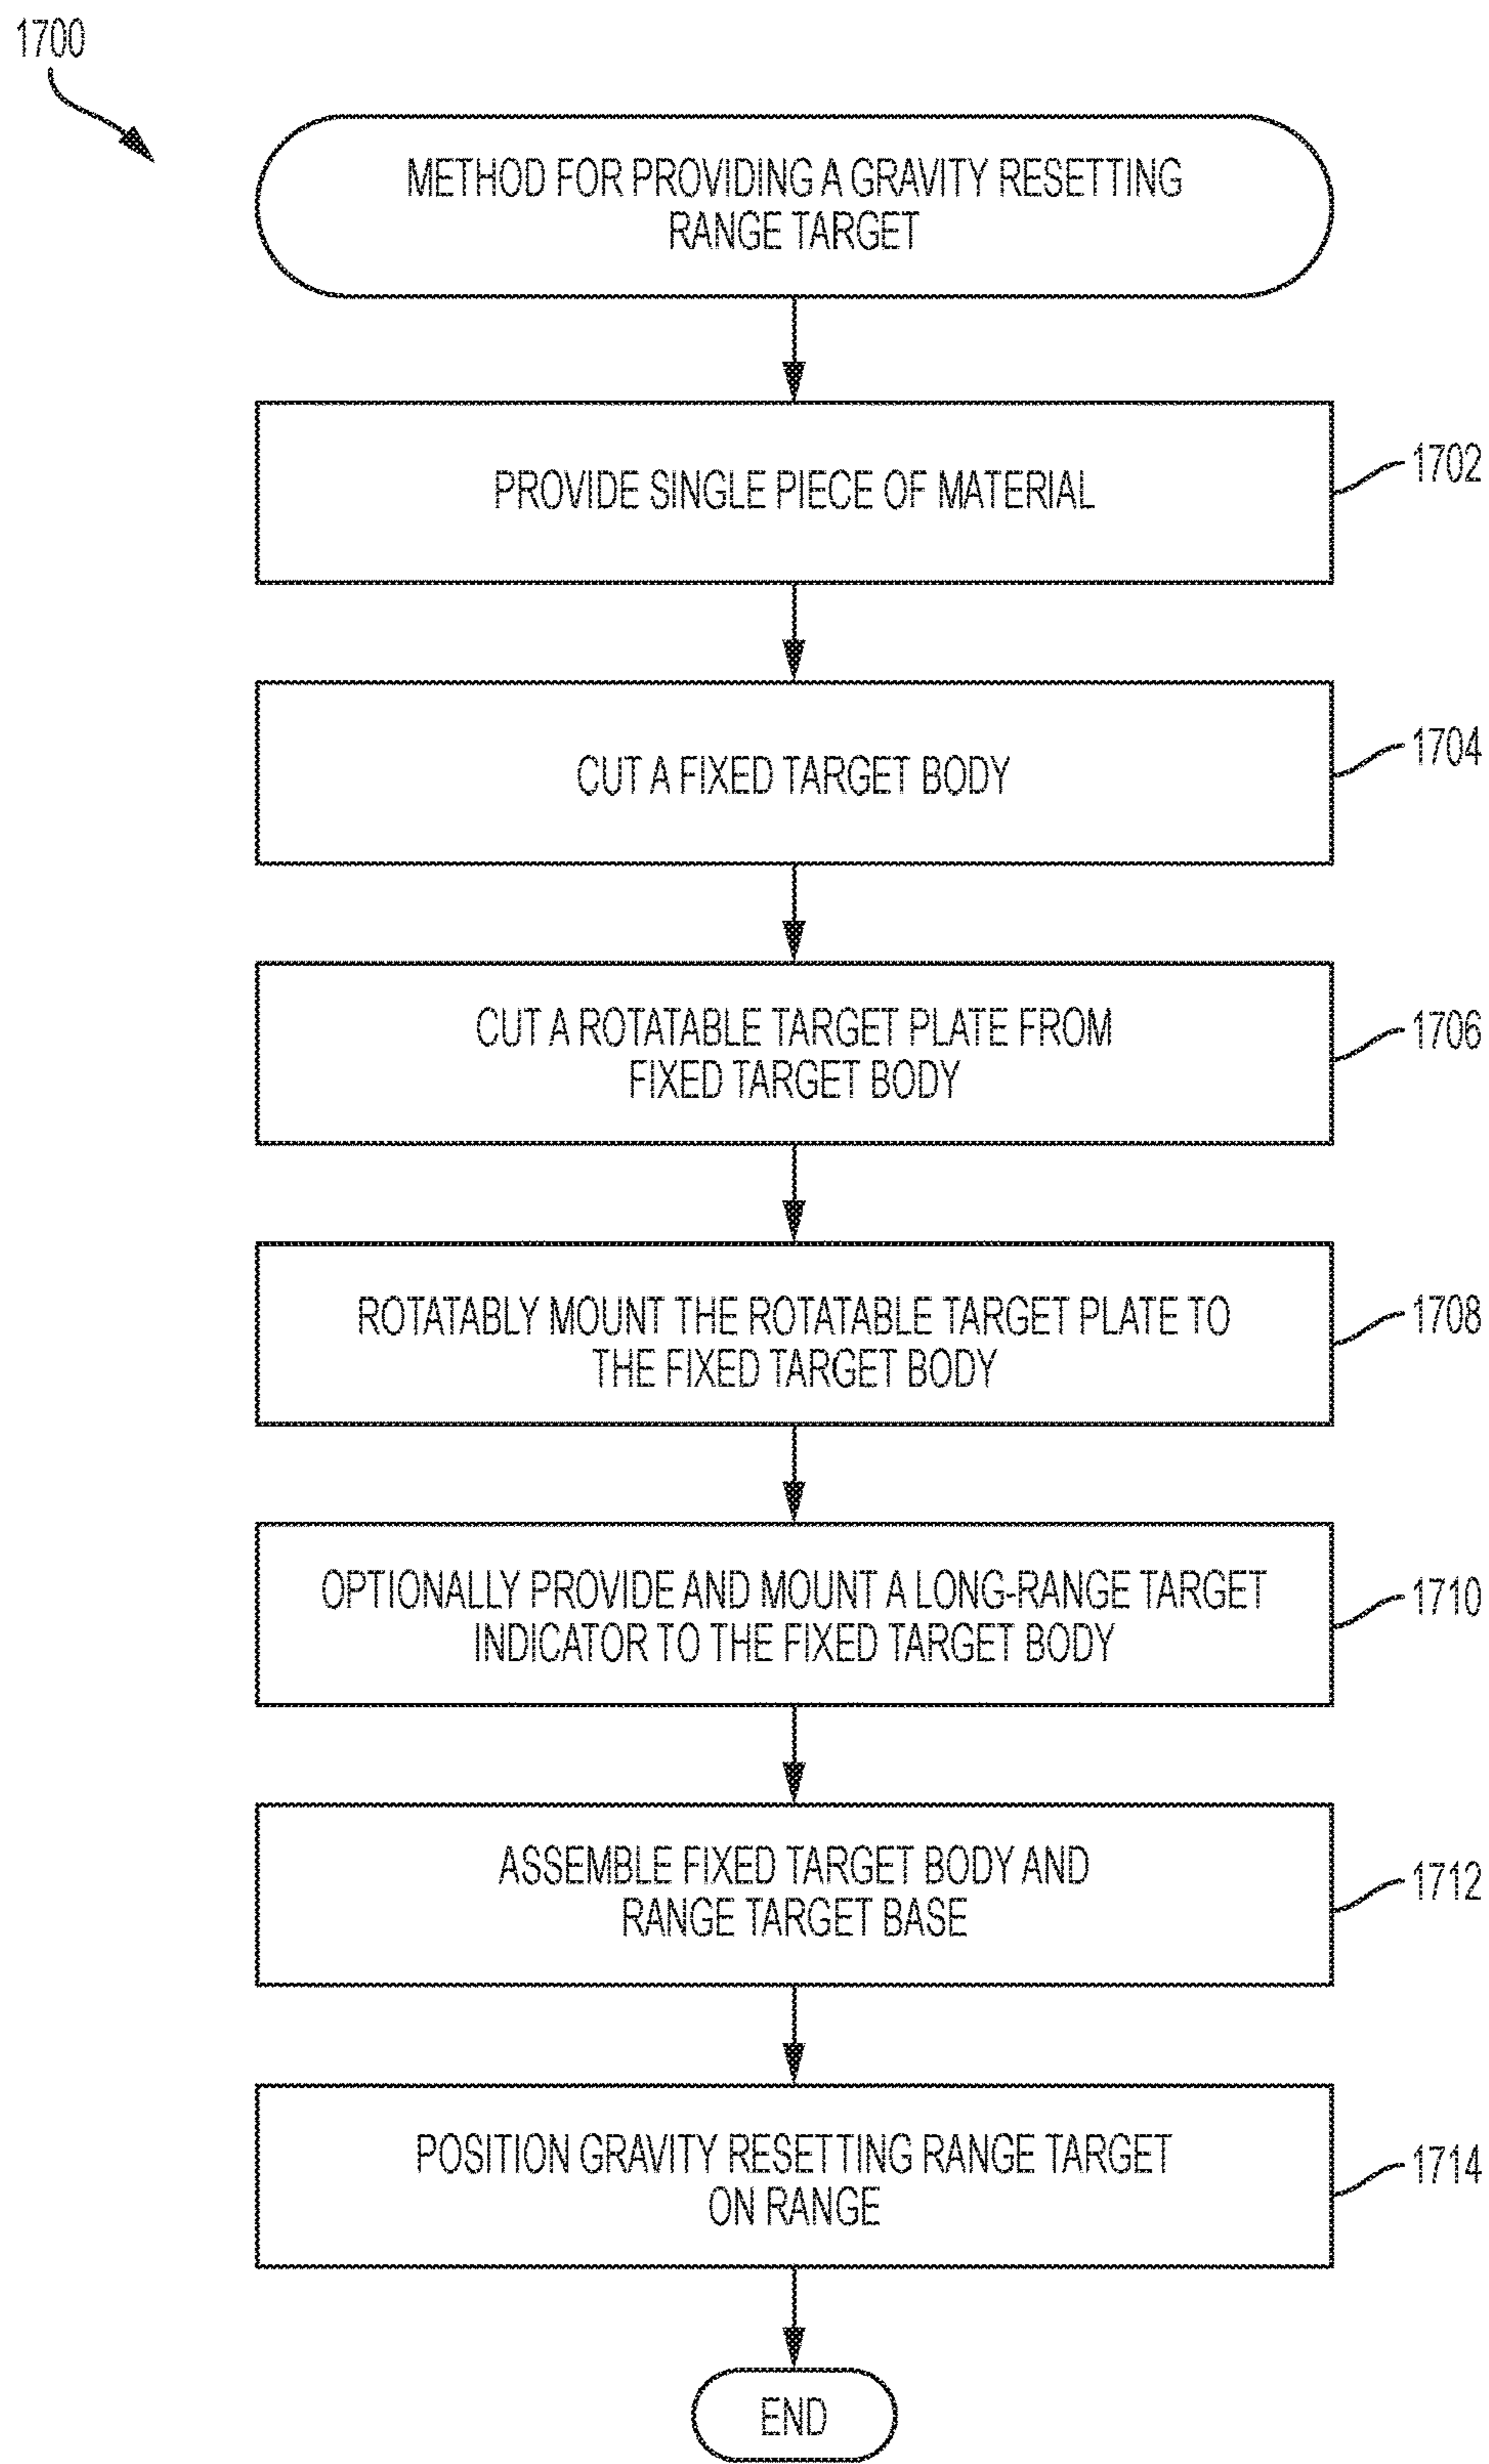 1700
METHOD FOR PROVIDING A GRAVITY RESETTING
RANGE TARGET
PROVIDE SINGLE PIECE OF MATERIAL
1702
CUT A FIXED TARGET BODY
1704
CUT A ROTATABLE TARGET PLATE FROM
FIXED TARGET BODY
1706
ROTATABLY MOUNT THE ROTATABLE TARGET PLATE TO
THE FIXED TARGET BODY
1708
OPTIONALLY PROVIDE AND MOUNT A LONG-RANGE TARGET
INDICATOR TO THE FIXED TARGET BODY
1710
ASSEMBLE FIXED TARGET BODY AND
RANGE TARGET BASE
1712
POSITION GRAVITY RESETTING RANGE TARGET
ON RANGE
1714
END